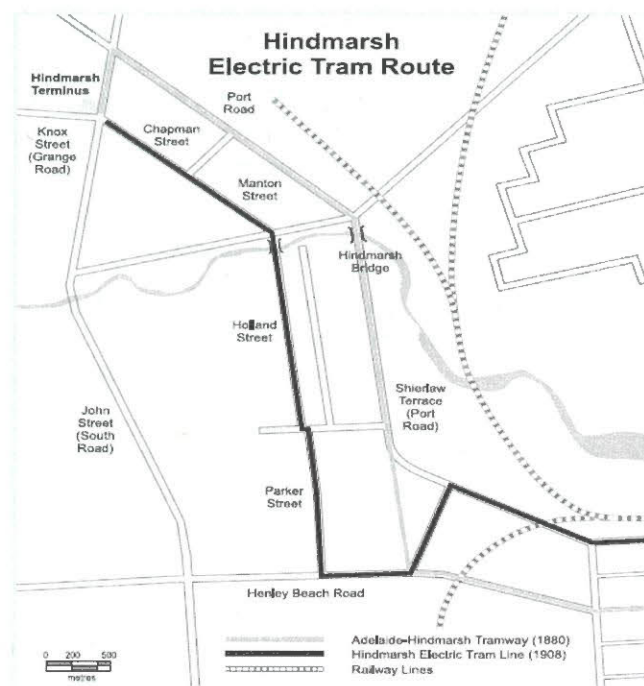 Hindmarsh
Electric Tram Route
Hindmarsh
Terminus
Port
Road
Knox
Street
(Grange
Road)
Chapman
Street
Manton
Street
Hindmarsh
Bridge
Holland
Street
Shierlaw
Terrace
(Port
Road)
John
Street
(South
Road)
Parker
Street
Henley Beach Road
Adelaide-Hindmarsh Tramway (1880)
Hindmarsh Electric Tram Line (1908)
Railway Lines
0 200 400 500
metres